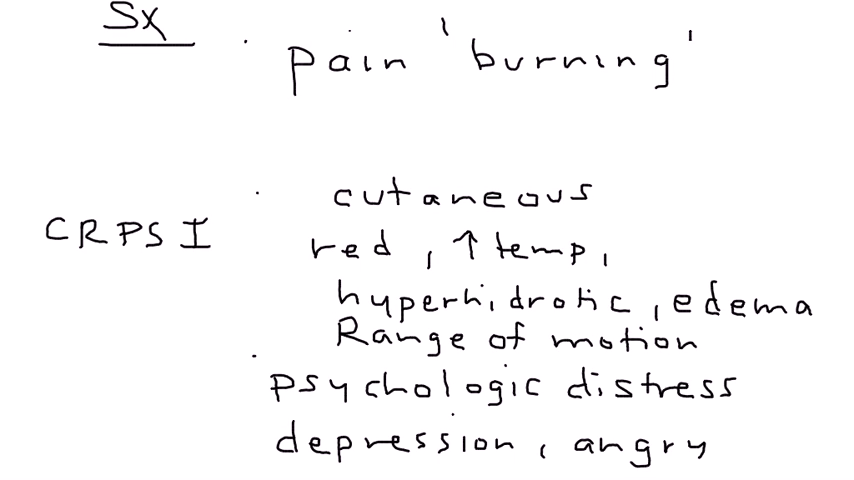 Sx
· pain 'burning'
· cutaneous
CRPS I
red, ↑ temp,
hyperhidrotic, edema
Range of motion
· psychologic distress
depression, angry